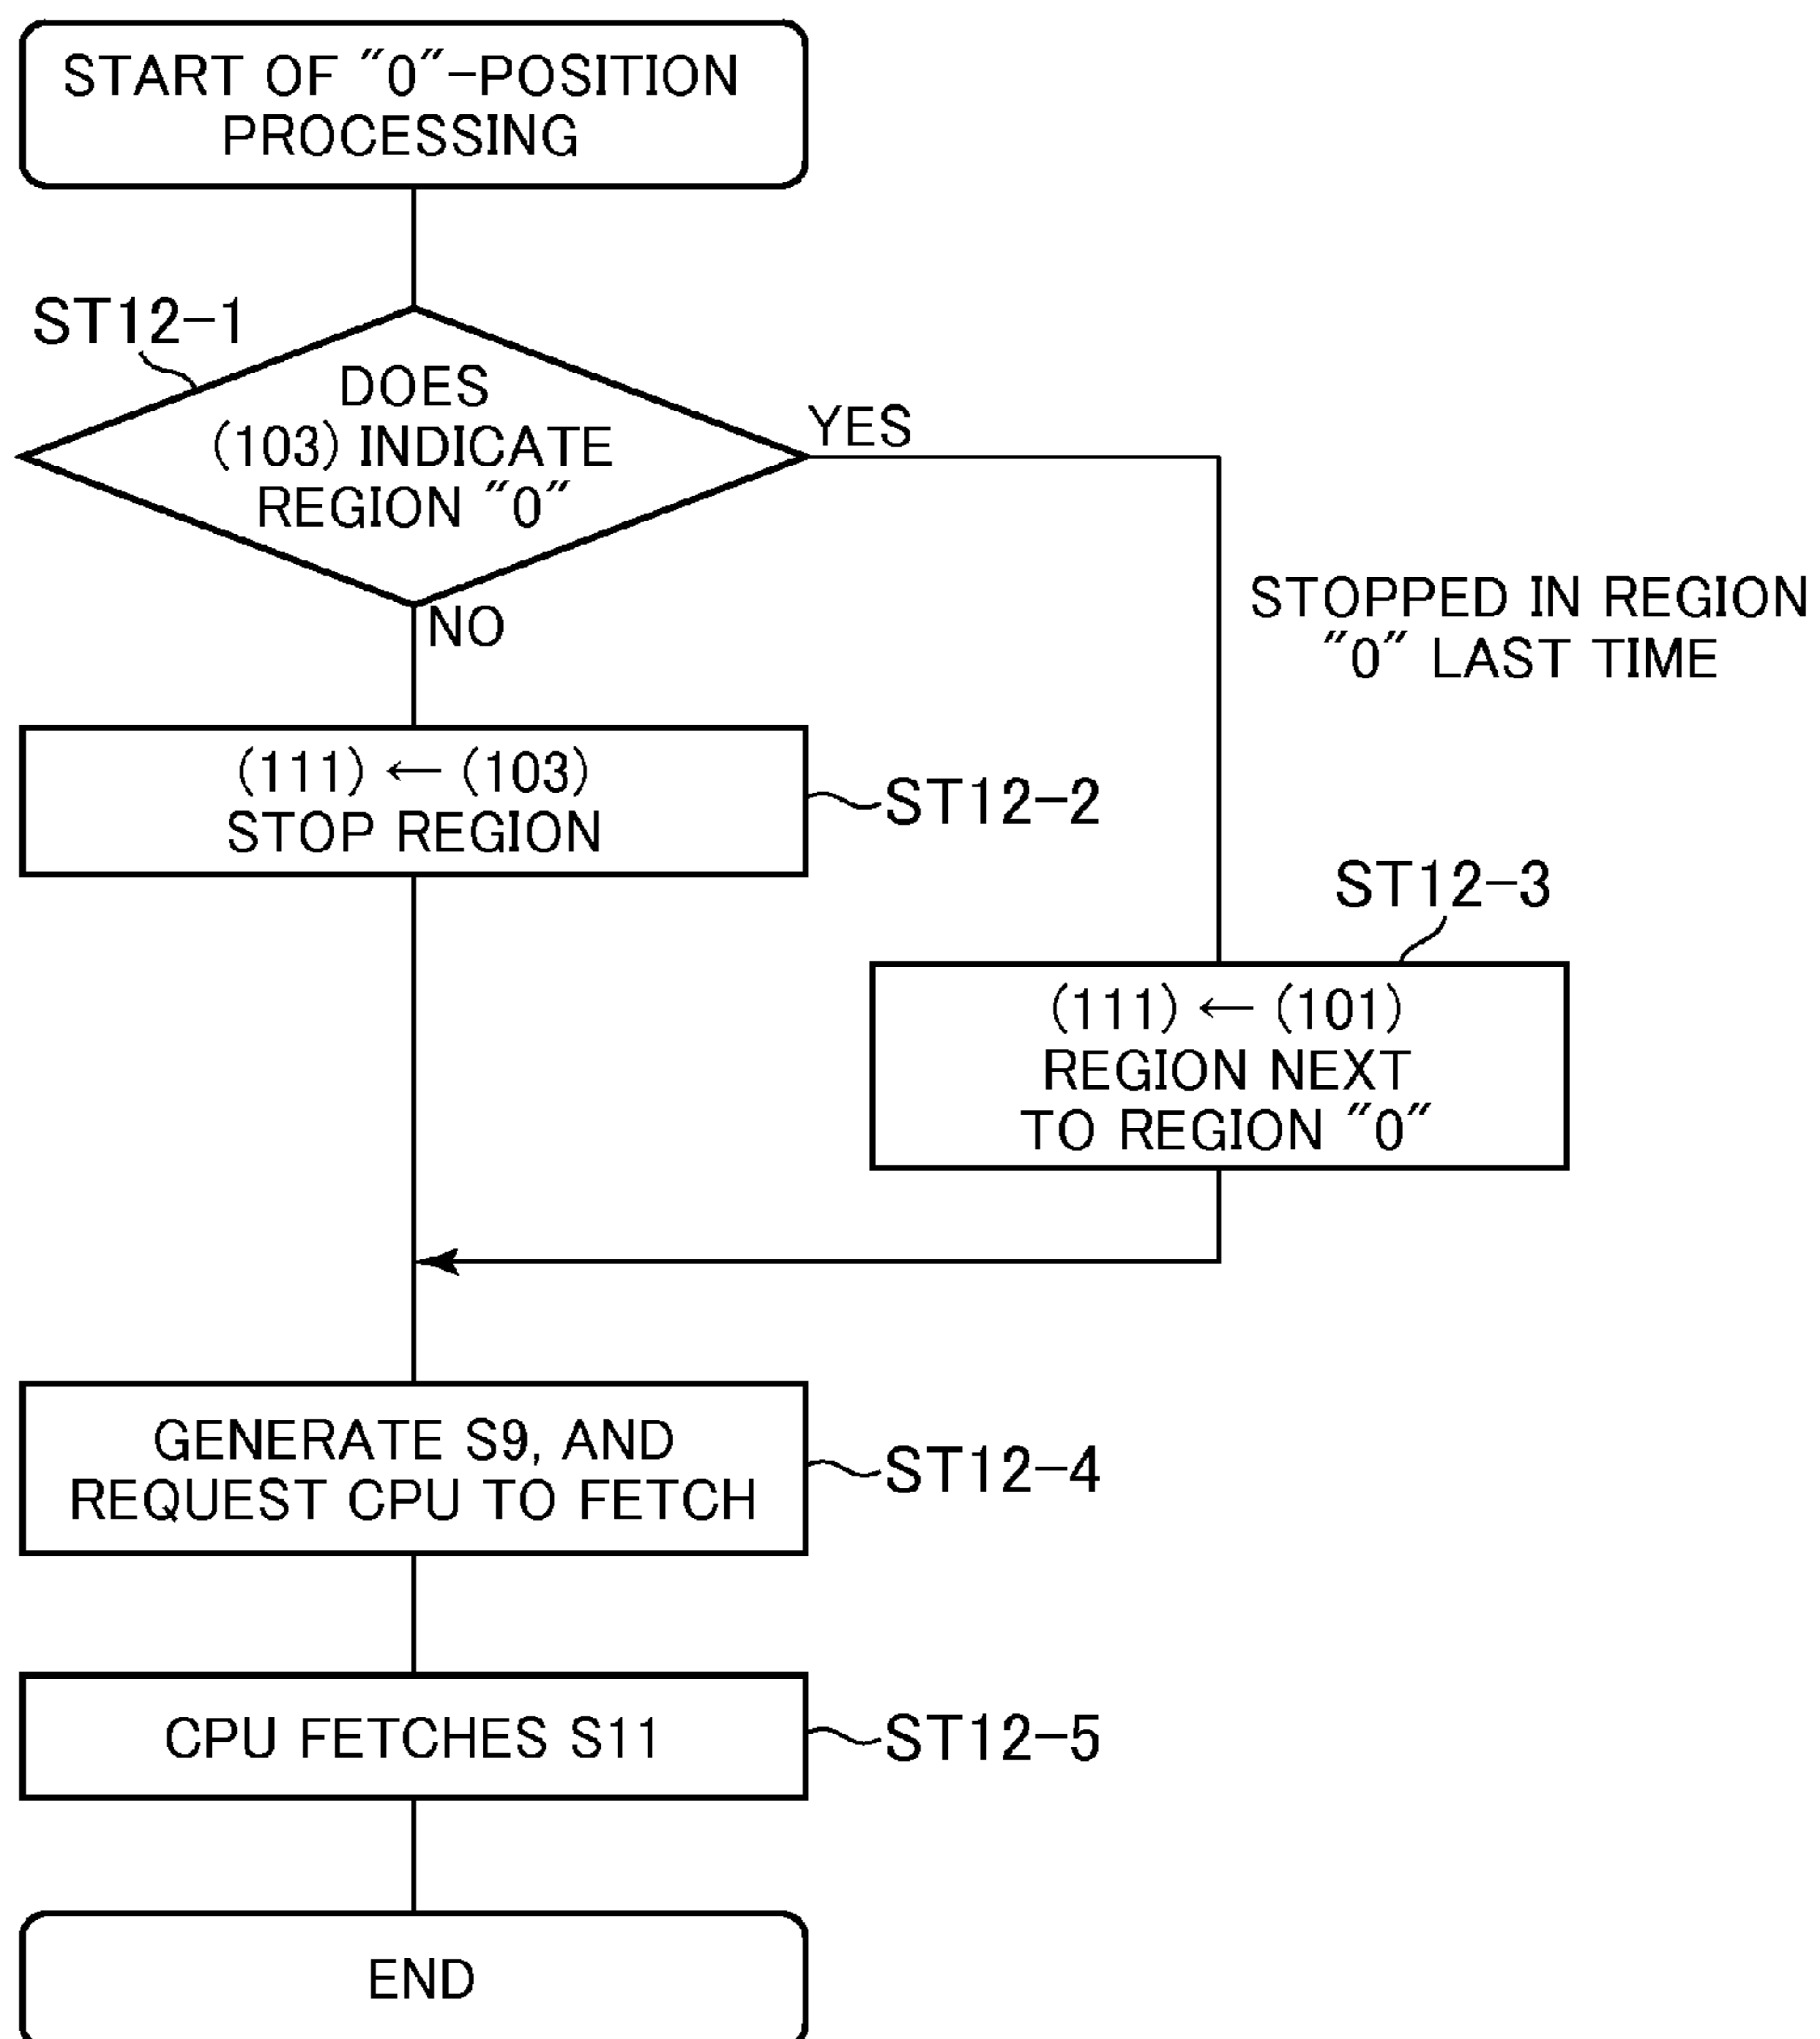 START OF "0"-POSITION
PROCESSING
ST12-1
DOES
(103) INDICATE
REGION "0"
YES
NO
STOPPED IN REGION
"0" LAST TIME
(111) ← (103)
STOP REGION
ST12-2
ST12-3
(111) ← (101)
REGION NEXT
TO REGION "0"
GENERATE S9, AND
REQUEST CPU TO FETCH
ST12-4
CPU FETCHES S11
ST12-5
END